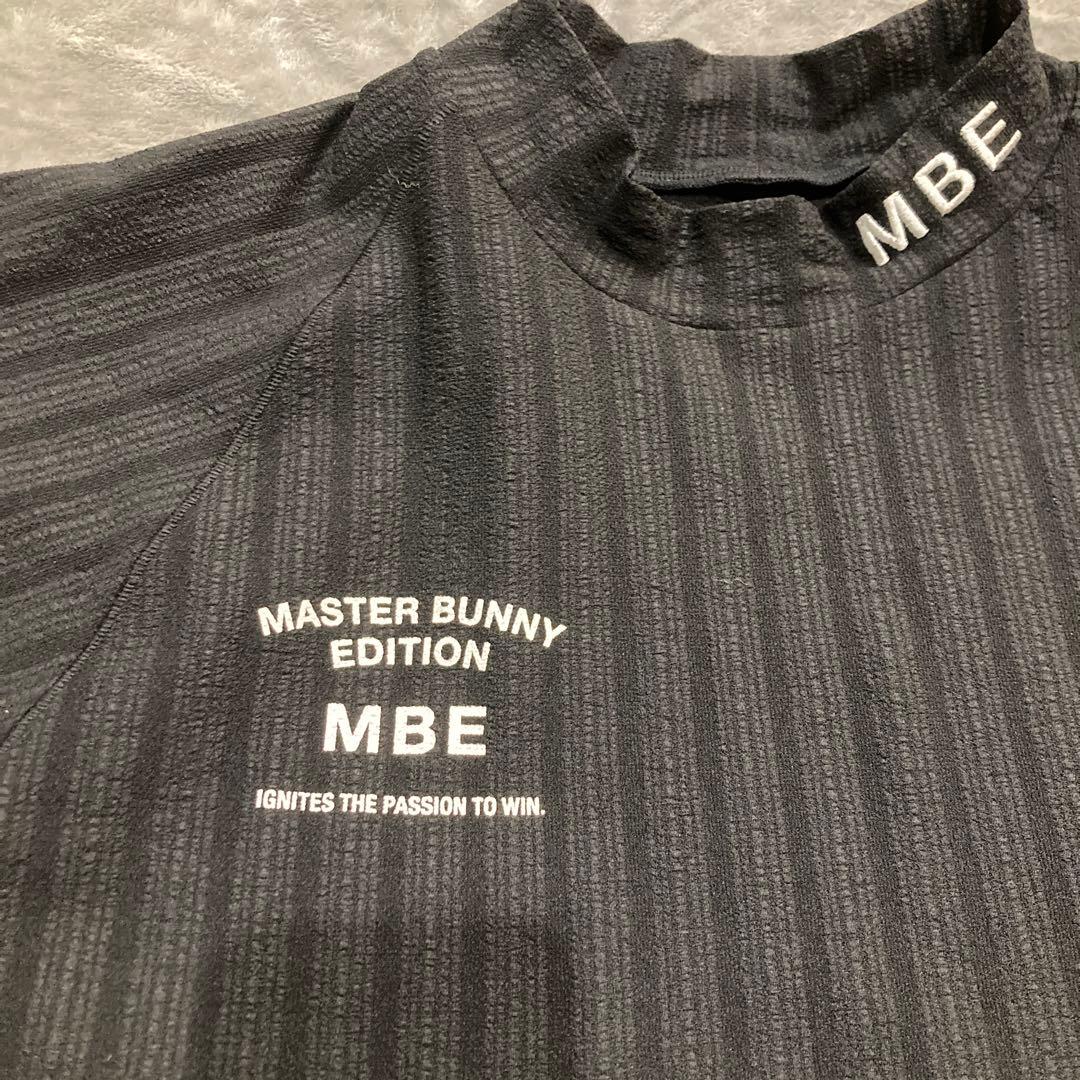 MBE
MASTER BUNNY
EDITION
MBE
IGNITES THE PASSION TO WIN.